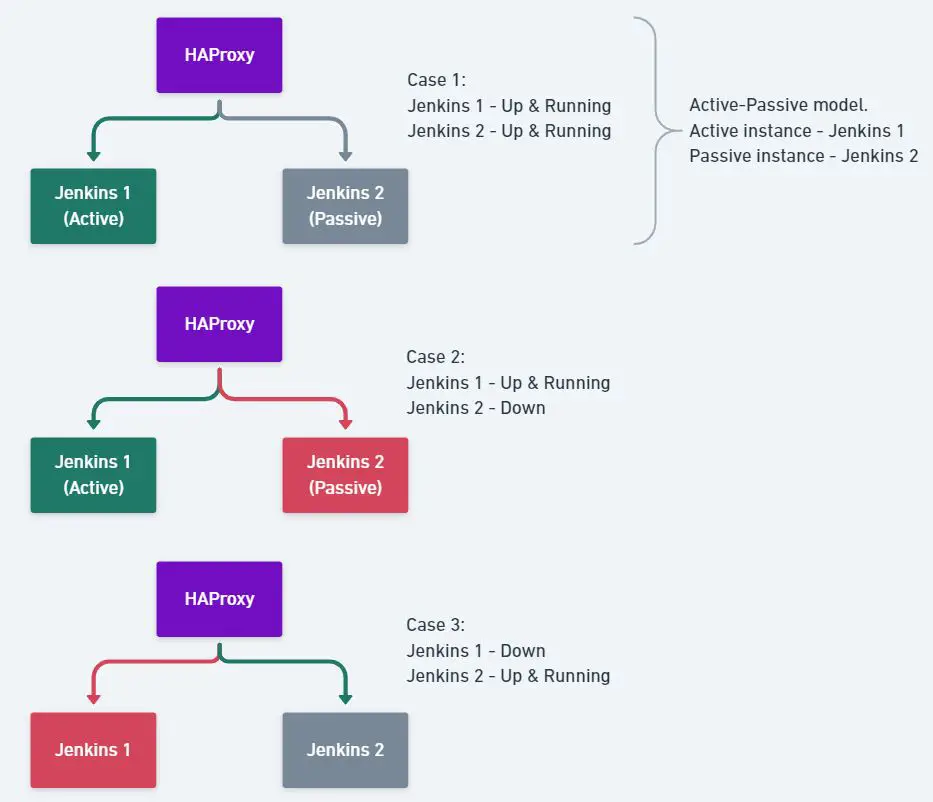 HAProxy
Case 1:
Jenkins 1 - Up & Running
Jenkins 2 - Up & Running
Active-Passive model.
Active instance - Jenkins 1
Passive instance - Jenkins 2
Jenkins 1
(Active)
Jenkins 2
(Passive)
HAProxy
Case 2:
Jenkins 1 - Up & Running
Jenkins 2 - Down
Jenkins 1
(Active)
Jenkins 2
(Passive)
HAProxy
Case 3:
Jenkins 1 - Down
Jenkins 2 - Up & Running
Jenkins 1
Jenkins 2